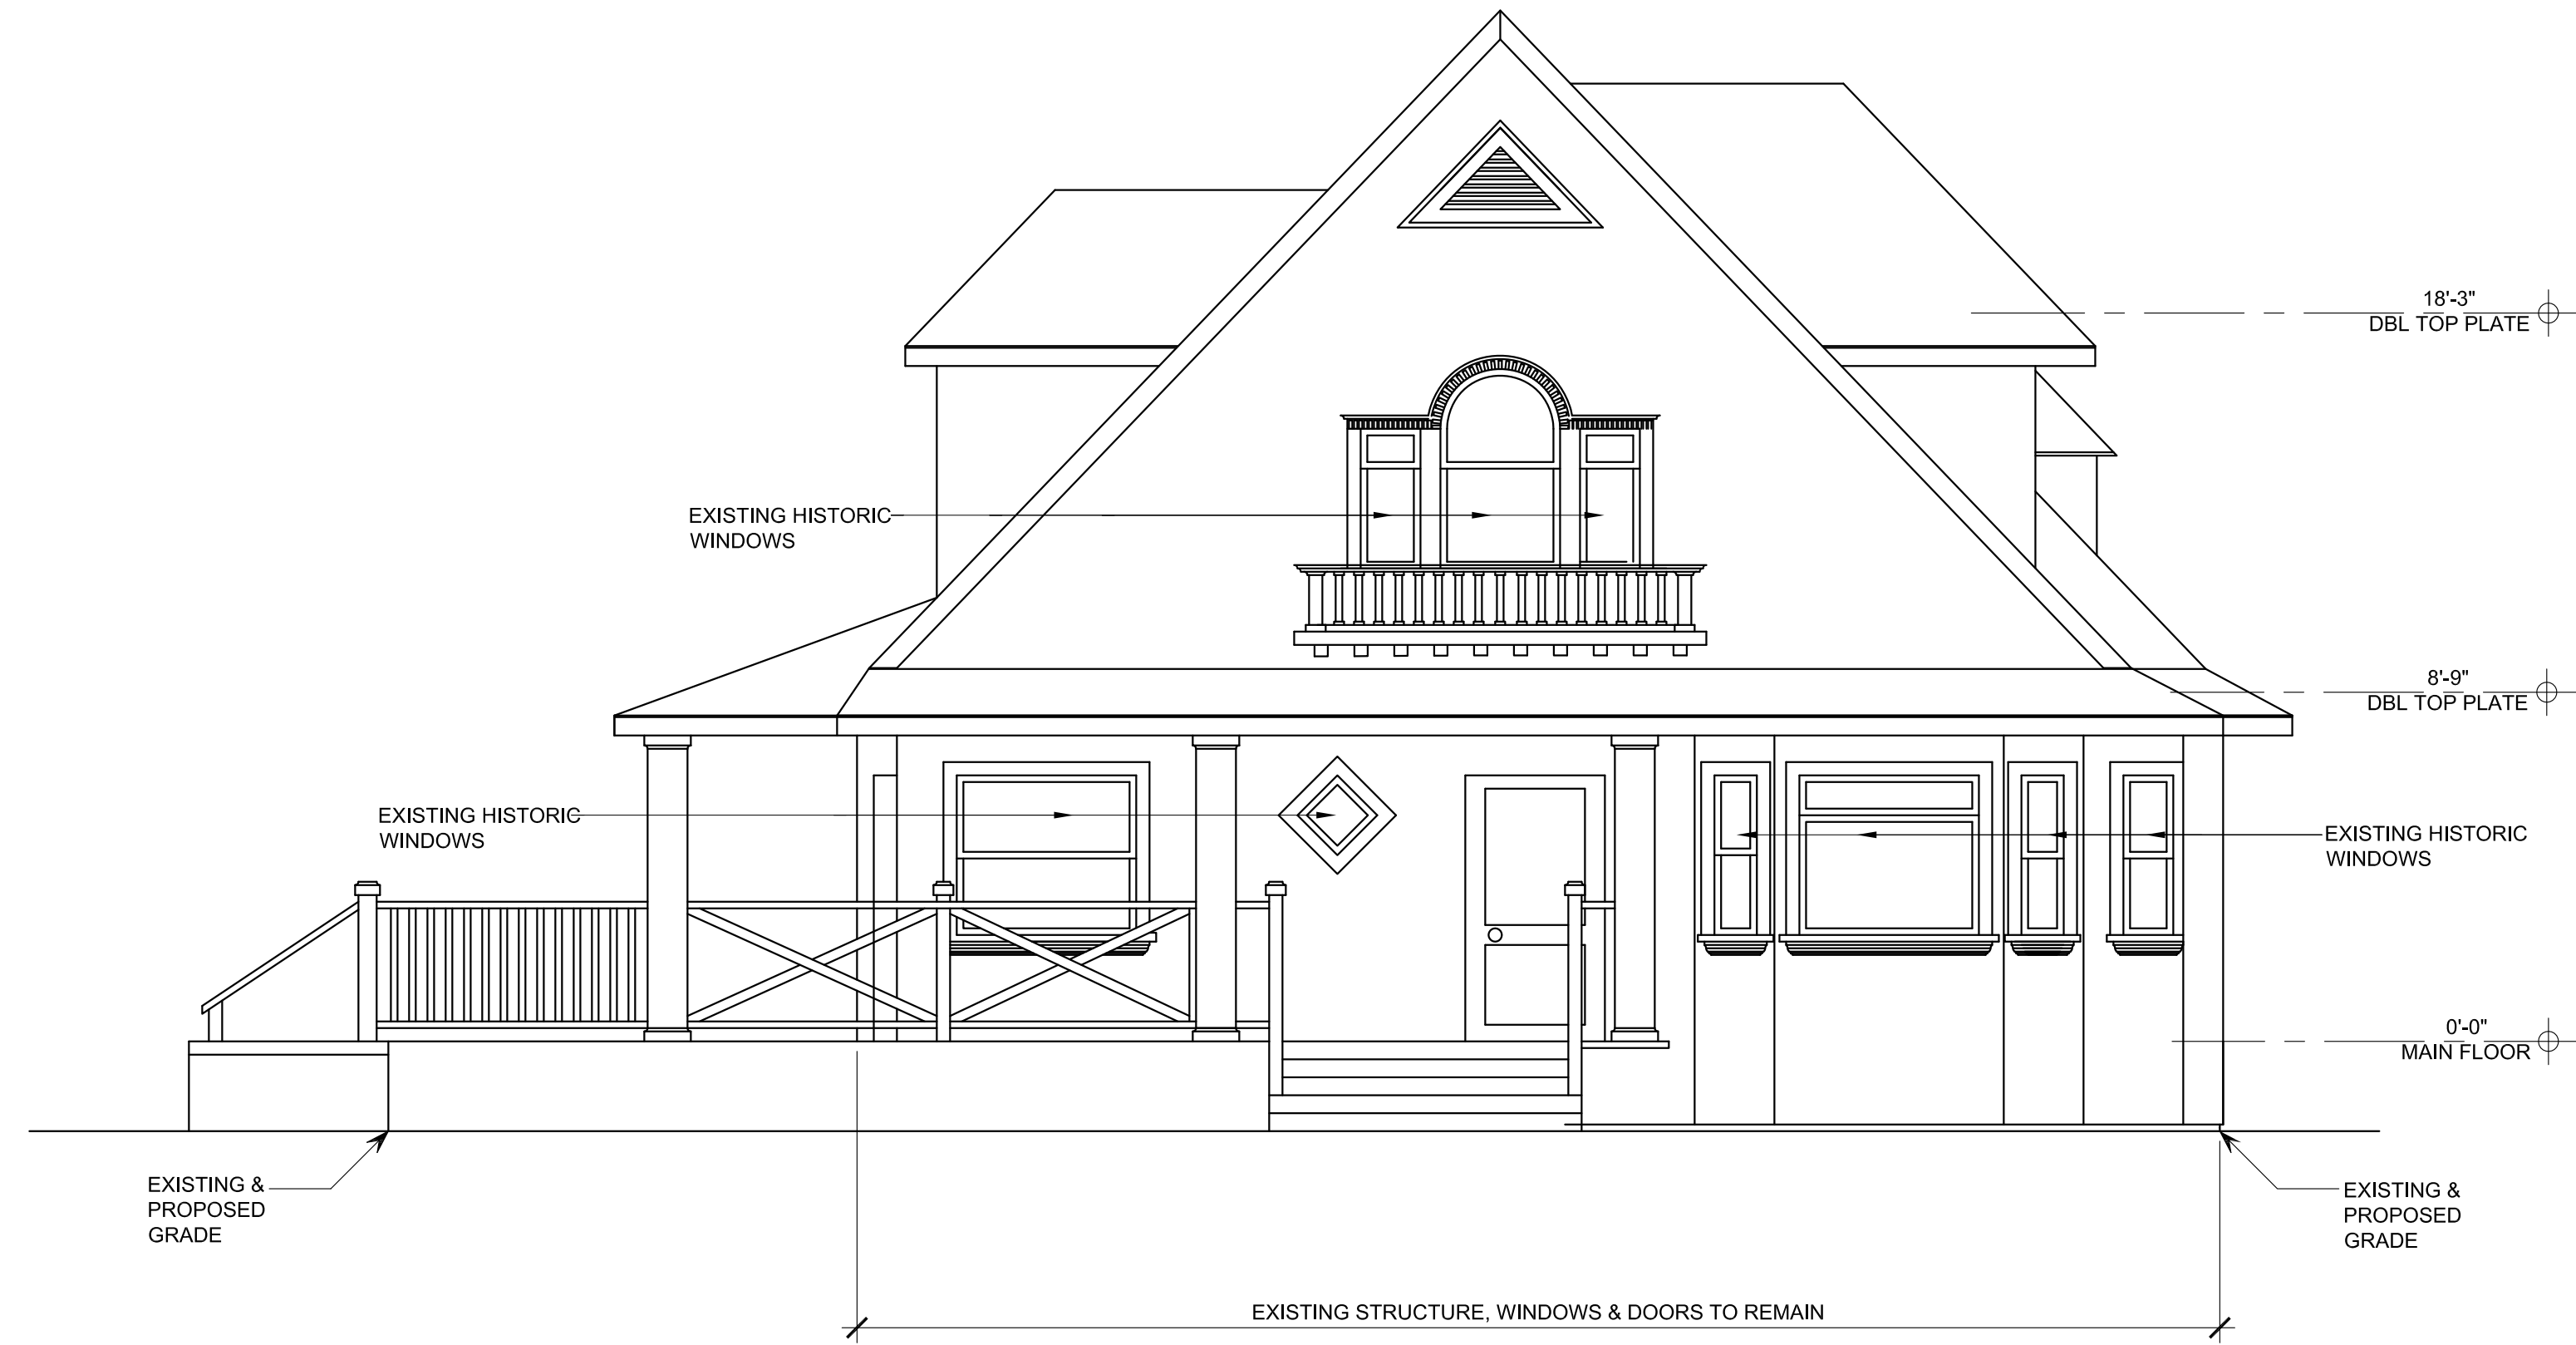 18'-3"
DBL TOP PLATE
EXISTING HISTORIC
WINDOWS
8'-9"
DBL TOP PLATE
EXISTING HISTORIC
WINDOWS
EXISTING HISTORIC
WINDOWS
0'-0"
MAIN FLOOR
EXISTING &
PROPOSED
GRADE
EXISTING &
PROPOSED
GRADE
EXISTING STRUCTURE, WINDOWS & DOORS TO REMAIN